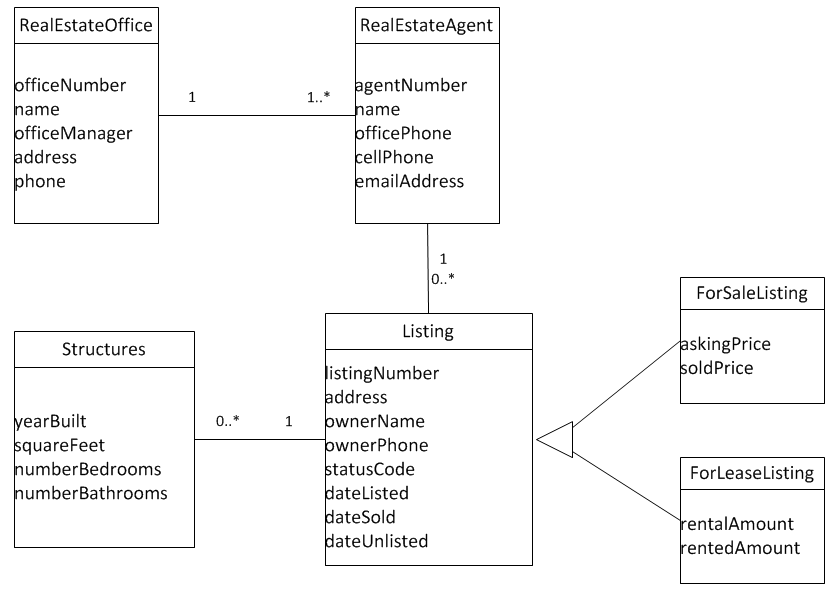 RealEstateOffice
officeNumber
name
officeManager
address
phone
1
1..*
RealEstateAgent
agentNumber
name
officePhone
cellPhone
emailAddress
1
0..*
Structures
yearBuilt
squareFeet
numberBedrooms
numberBathrooms
0..*
1
Listing
listingNumber
address
ownerName
ownerPhone
statusCode
dateListed
dateSold
dateUnlisted
ForSaleListing
askingPrice
soldPrice
ForLeaseListing
rentalAmount
rentedAmount